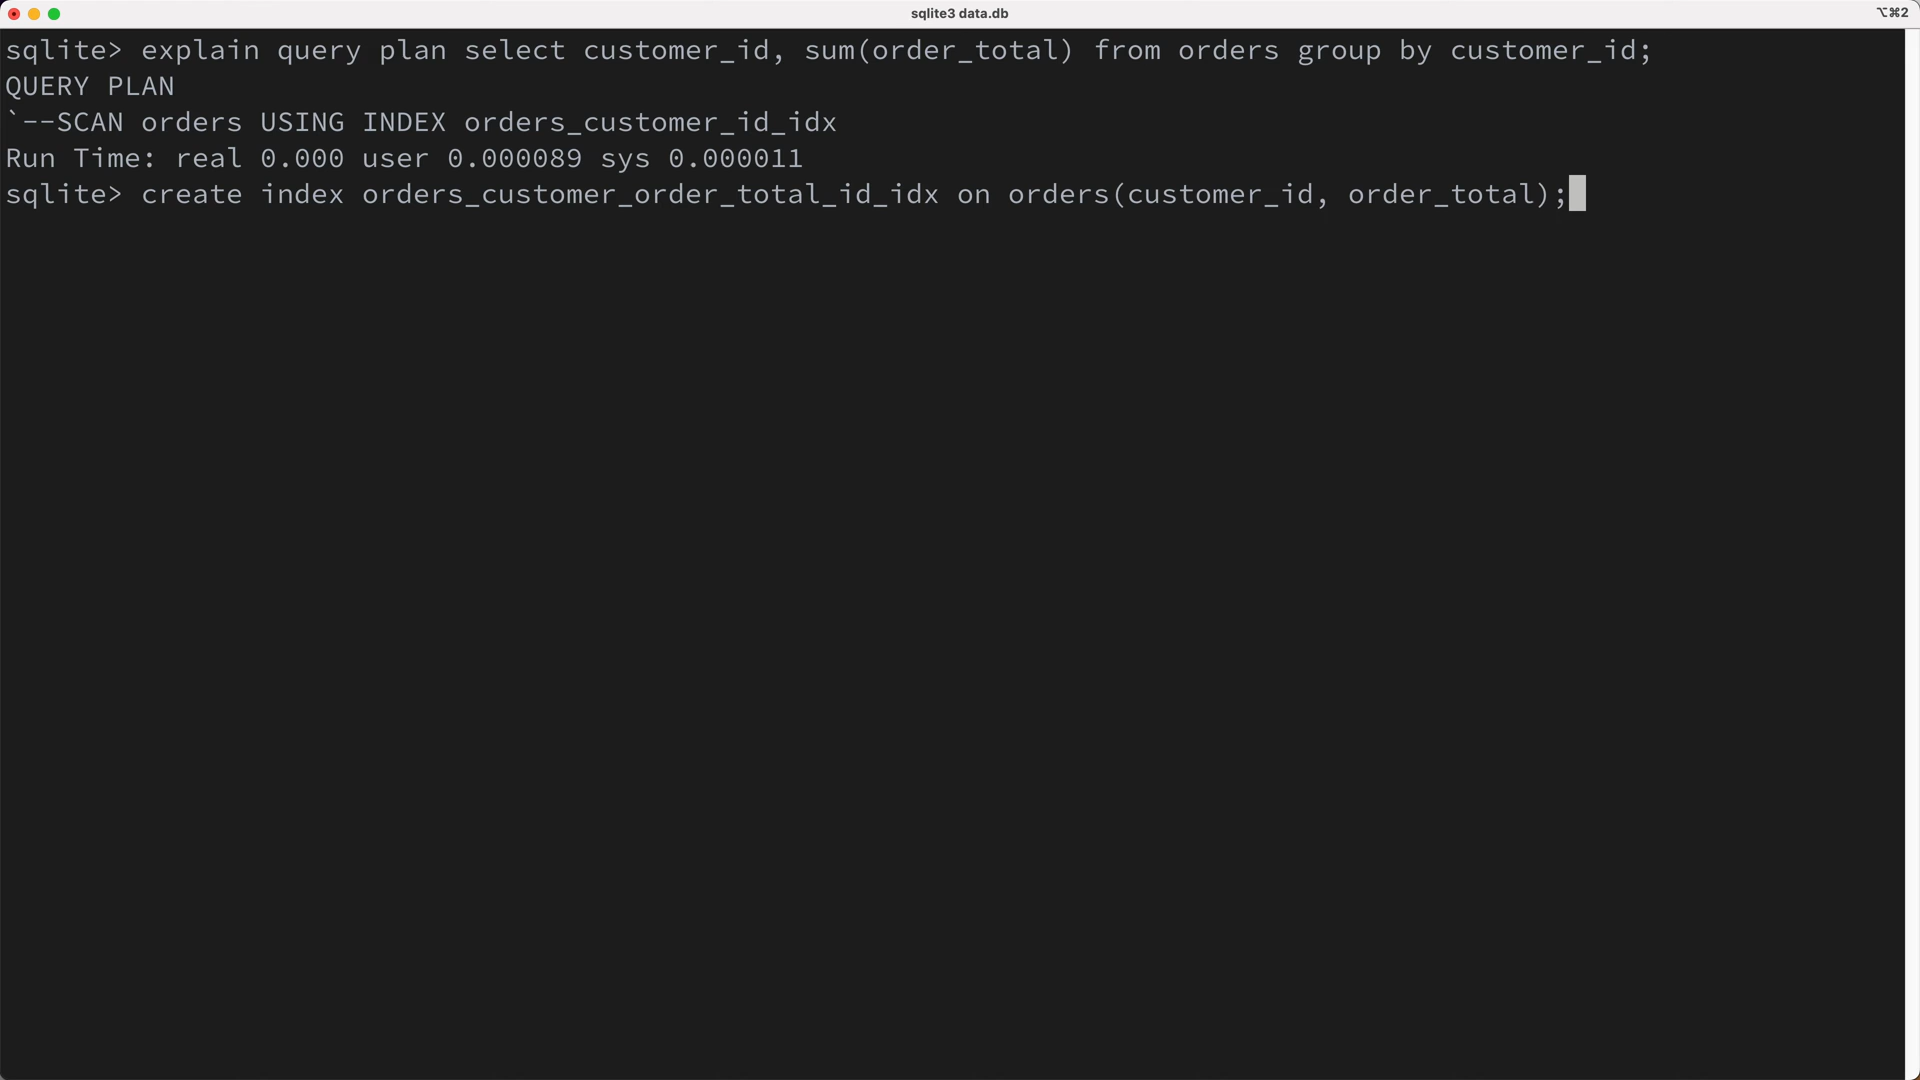 sqlite3 data.db
⌥⌘2
sqlite> explain query plan select customer_id, sum(order_total) from orders group by customer_id;
QUERY PLAN
`--SCAN orders USING INDEX orders_customer_id_idx
Run Time: real 0.000 user 0.000089 sys 0.000011
sqlite> create index orders_customer_order_total_id_idx on orders(customer_id, order_total);